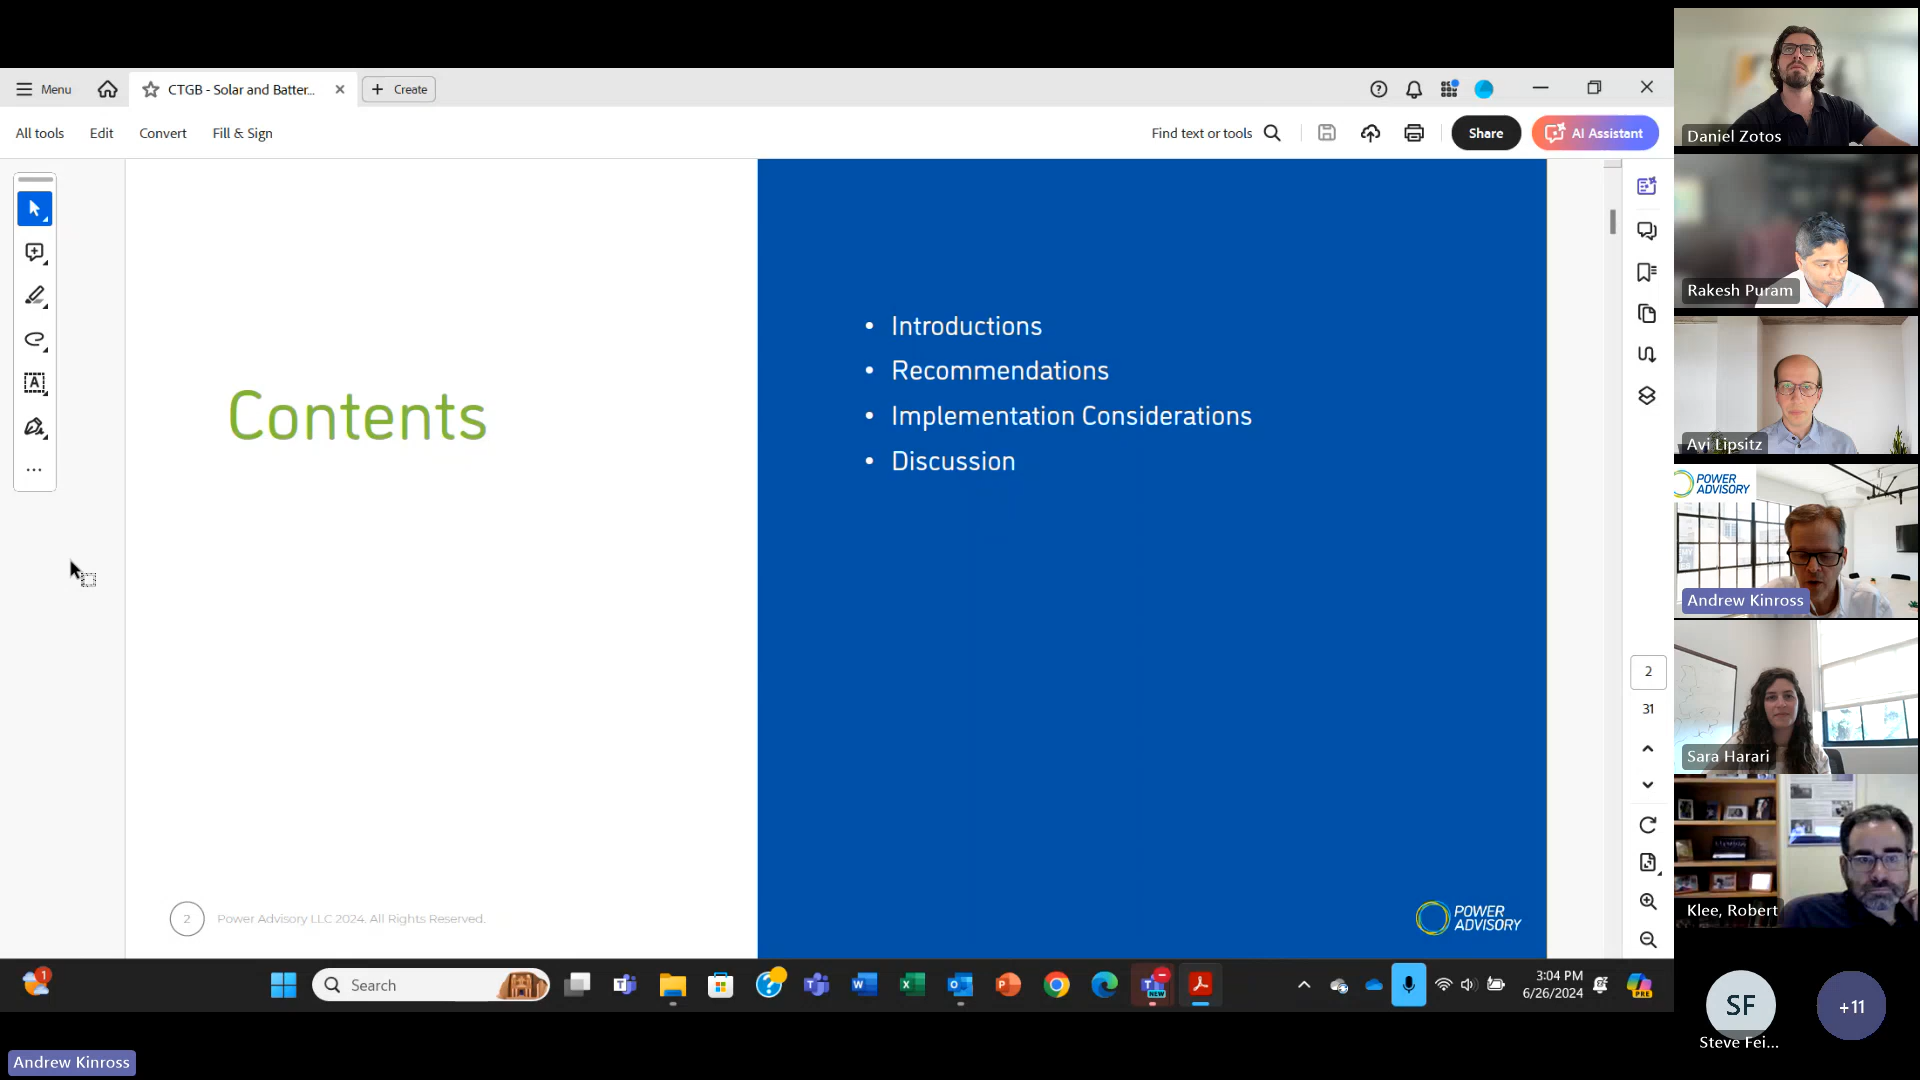 Menu
CTGB - Solar and Batter...
Create
All tools
Edit
Convert
Fill & Sign
Find text or tools
Share
AI Assistant
Contents
• Introductions
• Recommendations
• Implementation Considerations
• Discussion
2
31
2
Power Advisory LLC 2024. All Rights Reserved.
POWER
ADVISORY
1
Search
NEW
3:04 PM
6/26/2024
PRE
Daniel Zotos
Rakesh Puram
Avi Lipsitz
POWER
ADVISORY
Andrew Kinross
Sara Harari
Klee, Robert
SF
Steve Fei...
+11
Andrew Kinross